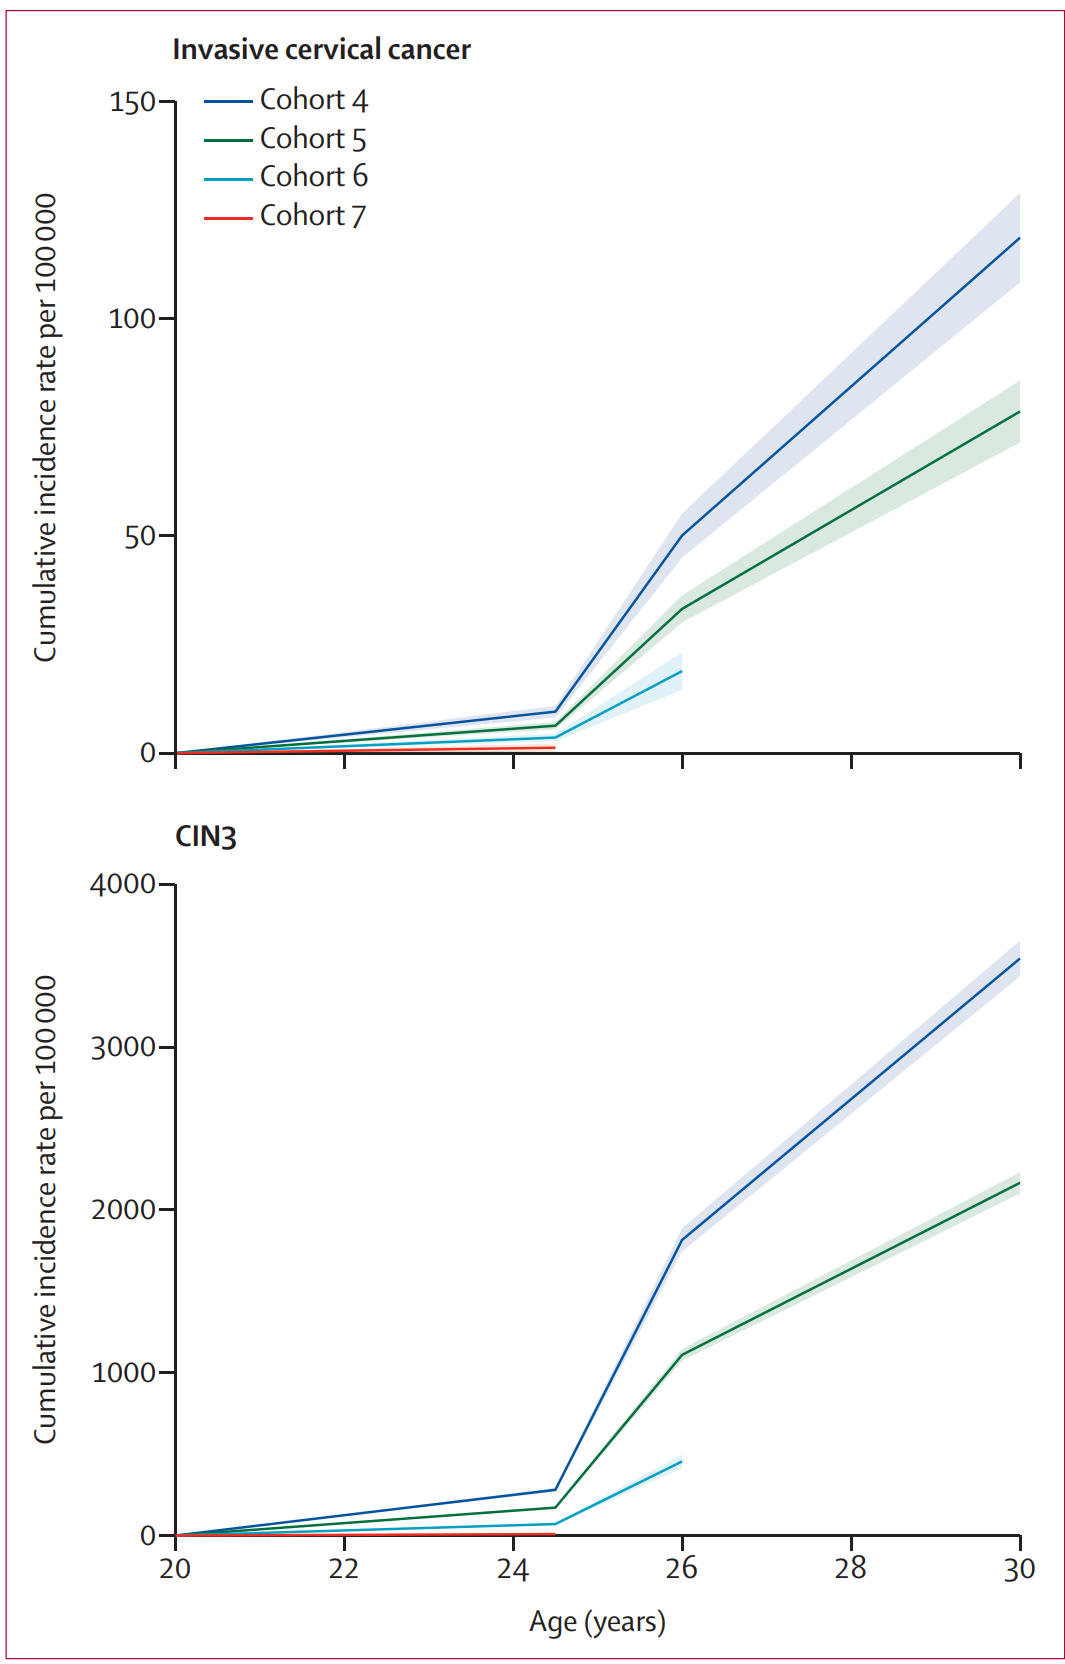 Invasive cervical cancer
Cohort 4
Cohort 5
Cohort 6
Cohort 7
150
100
50
0
Cumulative incidence rate per 100 000
CIN3
4000
3000
2000
1000
0
Cumulative incidence rate per 100 000
20 22 24 26 28 30
Age (years)